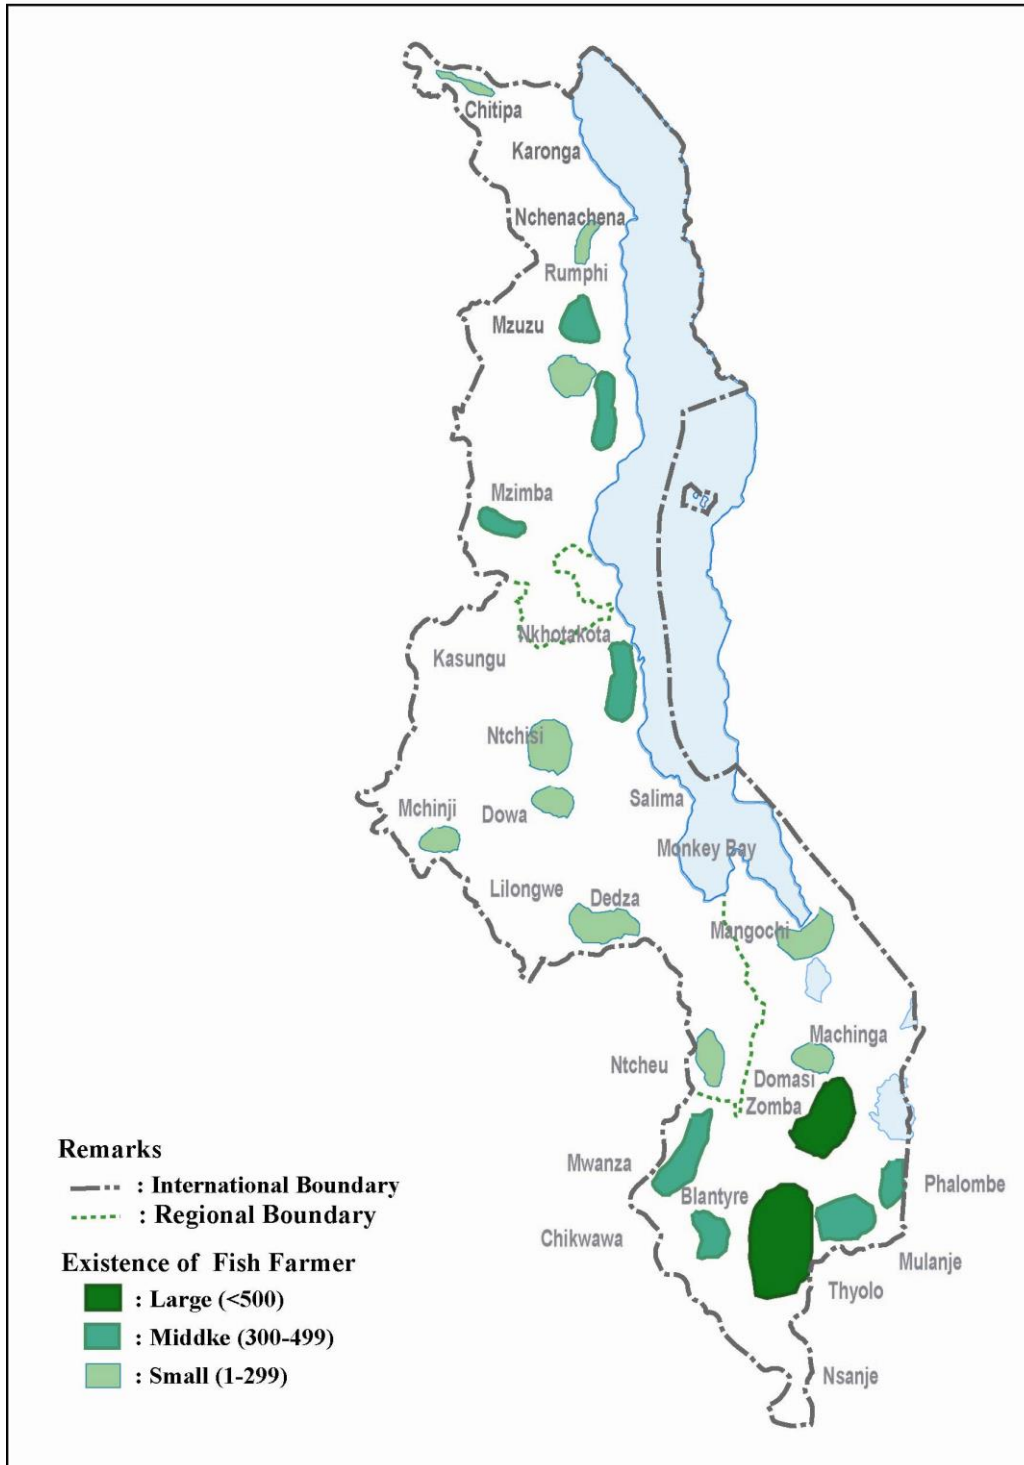 Chitipa
Karonga
Nchenachena
Rumphi
Mzuzu
Mzimba
Nkhotakota
Kasungu
Ntchisi
Salima
Mchinji
Dowa
Monkey Bay
Lilongwe
Dedza
Mangochi
Machinga
Ntcheu
Domasi
Zomba
Remarks
Mwanza
: International Boundary
Phalombe
Blantyre
: Regional Boundary
Chikwawa
Existence of Fish Farmer
Mulanje
Thyolo
: Large (<500)
: Middke (300-499)
: Small (1-299)
Nsanje